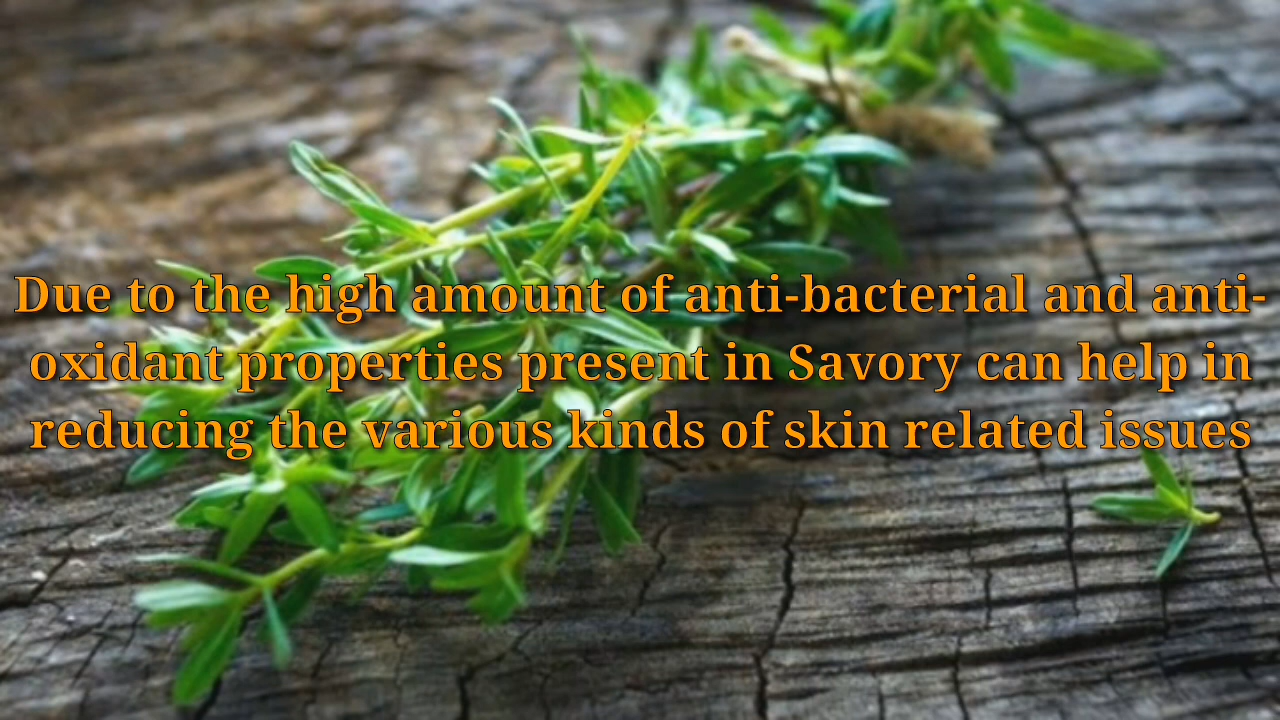 Due to the high amount of anti-bacterial and anti-
oxidant properties present in Savory can help in
reducing the various kinds of skin related issues